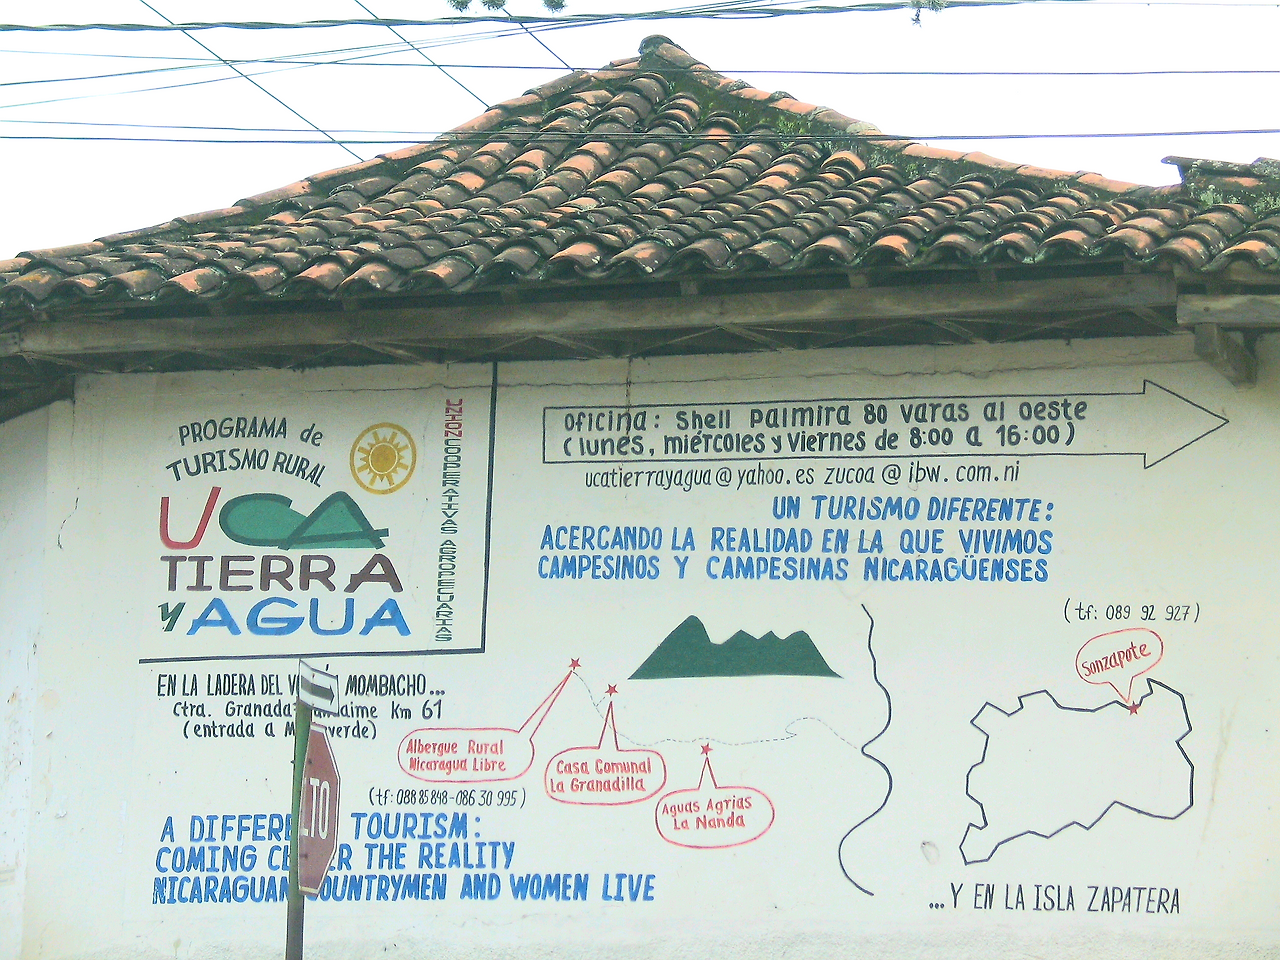 PROGRAMA de
TURISMO RURAL
UCA
TIERRA
y AGUA
UNION COOPERATIVAS AGROPECUARIAS
oficina: Shell palmira 80 varas al oeste
(lunes, miércoles y viernes de 8:00 a 16:00)
ucatierrayagua@yahoo.es zucoa@ibw.com.ni
UN TURISMO DIFERENTE:
ACERCANDO LA REALIDAD EN LA QUE VIVIMOS
CAMPESINOS Y CAMPESINAS NICARAGÜENSES
(tf: 089 92 927)
Sonzapote
EN LA LADERA DEL MOMBACHO...
Ctra. Granada Km 61
(entrada a
Albergue Rural
Nicaragua Libre
Casa Comunal
La Granadilla
Aguas Agrias
La Nanda
(tf: 088 85 848-086 30 995)
ALTO
A TOURISM:
COMING THE REALITY
NICARAGUAN COUNTRYMEN AND WOMEN LIVE
...Y EN LA ISLA ZAPATERA